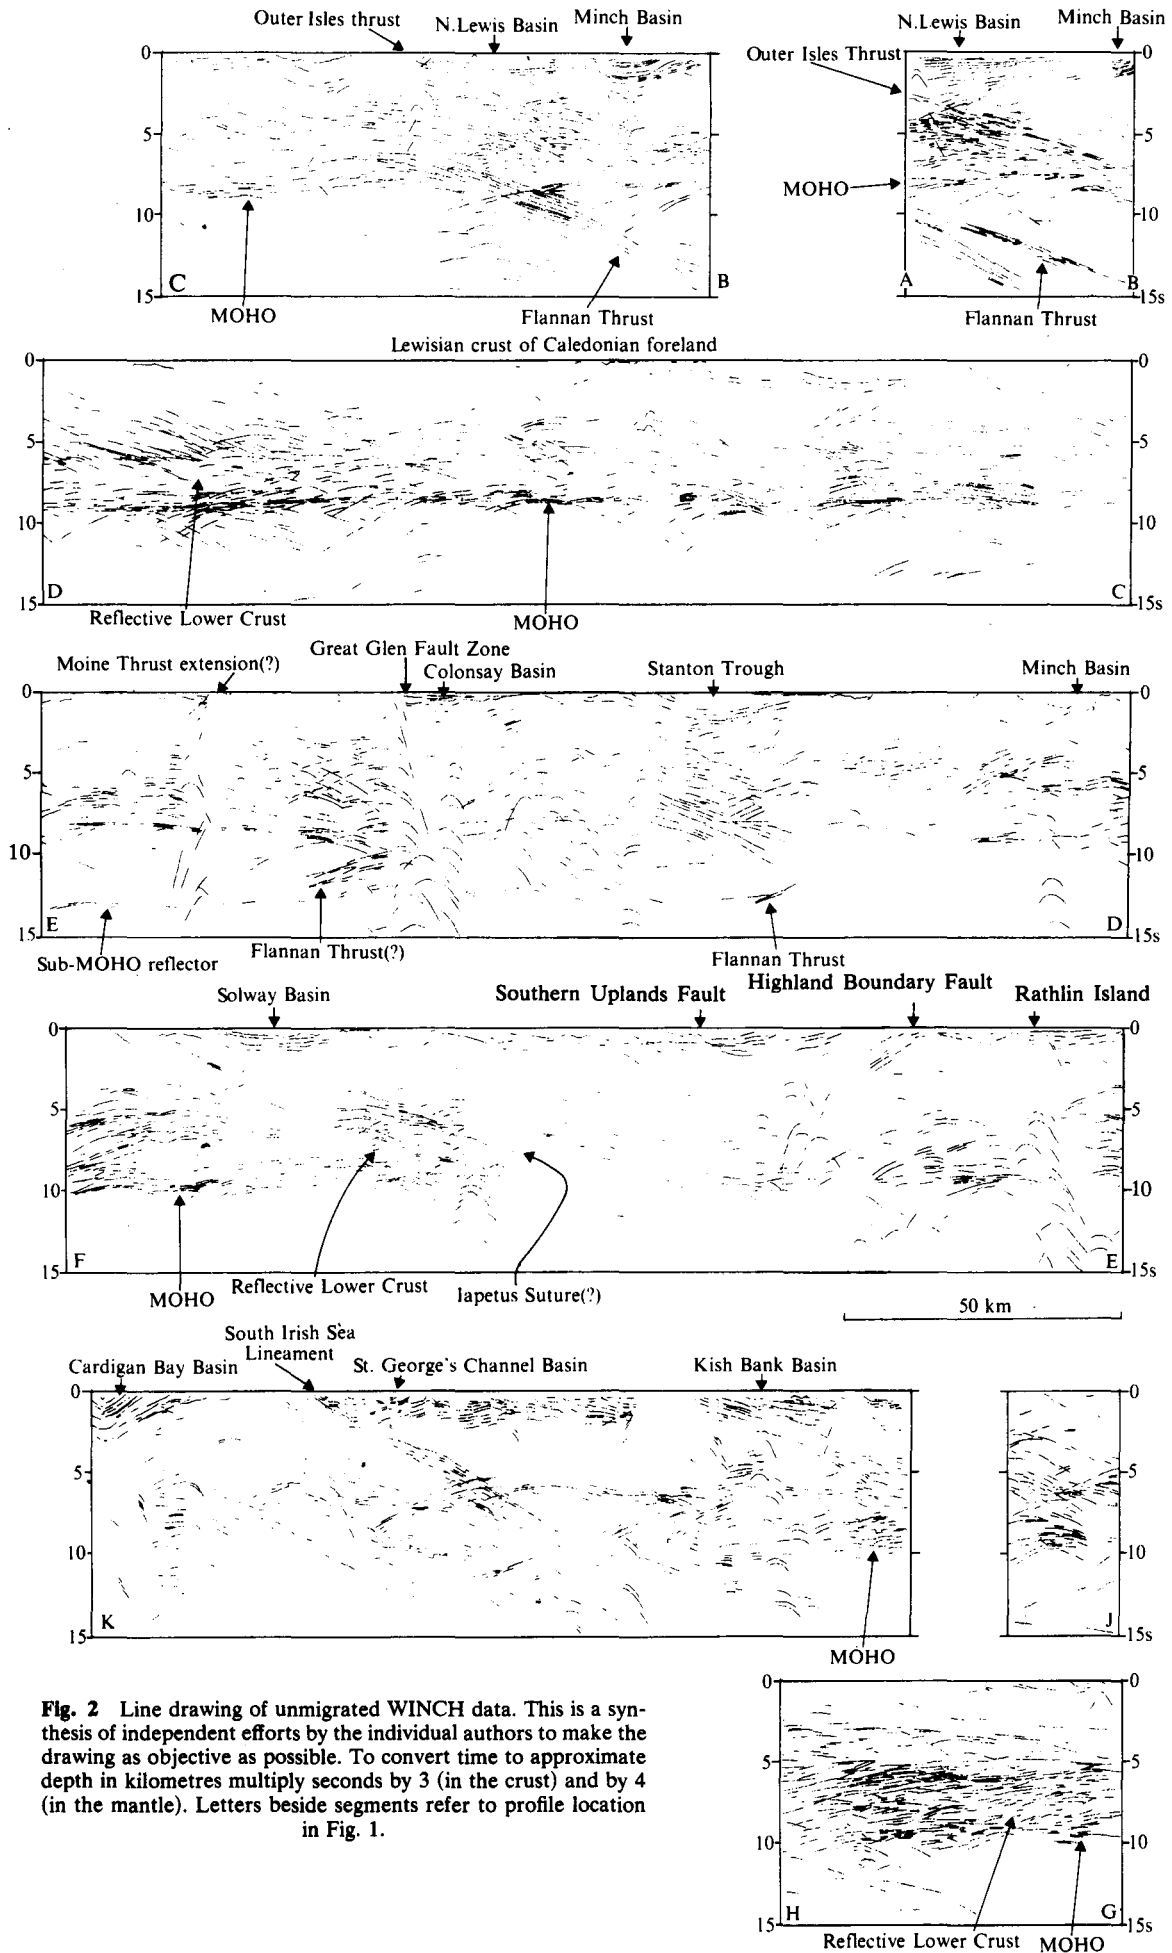 Outer Isles thrust
N.Lewis Basin
Minch Basin
0
5
10
15
C
B
MOHO
Flannan Thrust
N.Lewis Basin
Minch Basin
Outer Isles Thrust
MOHO
0
5
10
15s
A
B
Flannan Thrust
Lewisian crust of Caledonian foreland
0
0
5
5
10
10
15
15s
D
C
Reflective Lower Crust
MOHO
Moine Thrust extension(?)
Great Glen Fault Zone
Colonsay Basin
Stanton Trough
Minch Basin
0
0
5
5
10
10
15
15s
E
D
Sub-MOHO reflector
Flannan Thrust(?)
Flannan Thrust
Solway Basin
Southern Uplands Fault
Highland Boundary Fault
Rathlin Island
0
0
5
5
10
10
15
15s
F
E
MOHO
Reflective Lower Crust
Iapetus Suture(?)
50 km
Cardigan Bay Basin
South Irish Sea
Lineament
St. George's Channel Basin
Kish Bank Basin
0
5
10
15
K
MOHO
0
5
10
15s
J
0
0
5
5
10
10
15
15s
H
G
Reflective Lower Crust
MOHO
Fig. 2 Line drawing of unmigrated WINCH data. This is a syn-
thesis of independent efforts by the individual authors to make the
drawing as objective as possible. To convert time to approximate
depth in kilometres multiply seconds by 3 (in the crust) and by 4
(in the mantle). Letters beside segments refer to profile location
in Fig. 1.